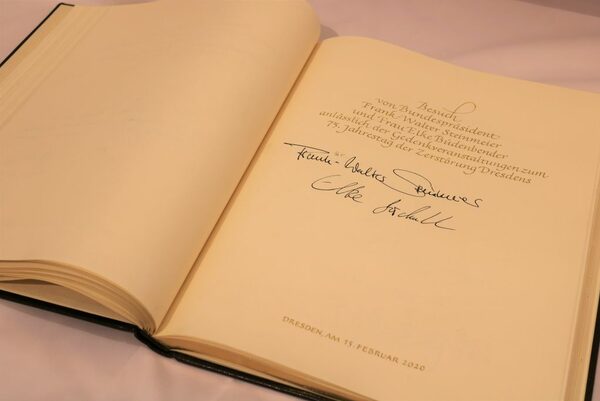 Besuch
von Bundespräsident
Frank-Walter Steinmeier
und Frau Elke Büdenbender
anlässlich der Gedenkveranstaltungen zum
75. Jahrestag der Zerstörung Dresdens
Frank-Walter
Elke
DRESDEN, AM 13. FEBRUAR 2020